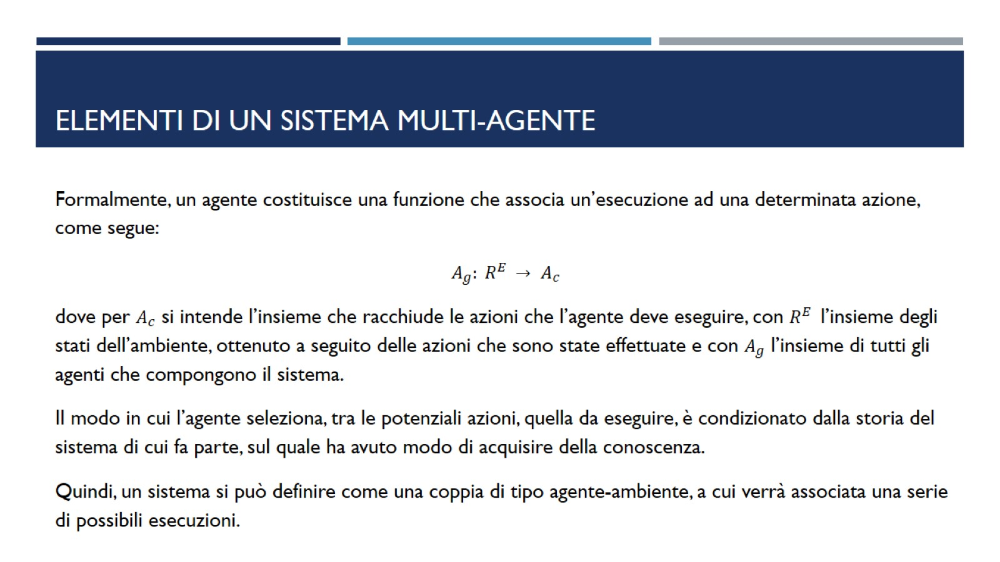 ELEMENTI DI UN SISTEMA MULTI-AGENTE
Formalmente, un agente costituisce una funzione che associa un’esecuzione ad una determinata azione,
come segue:
$A_g: R^E \rightarrow A_c$
dove per $A_c$ si intende l’insieme che racchiude le azioni che l’agente deve eseguire, con $R^E$ l’insieme degli
stati dell’ambiente, ottenuto a seguito delle azioni che sono state effettuate e con $A_g$ l’insieme di tutti gli
agenti che compongono il sistema.
Il modo in cui l’agente seleziona, tra le potenziali azioni, quella da eseguire, è condizionato dalla storia del
sistema di cui fa parte, sul quale ha avuto modo di acquisire della conoscenza.
Quindi, un sistema si può definire come una coppia di tipo agente-ambiente, a cui verrà associata una serie
di possibili esecuzioni.